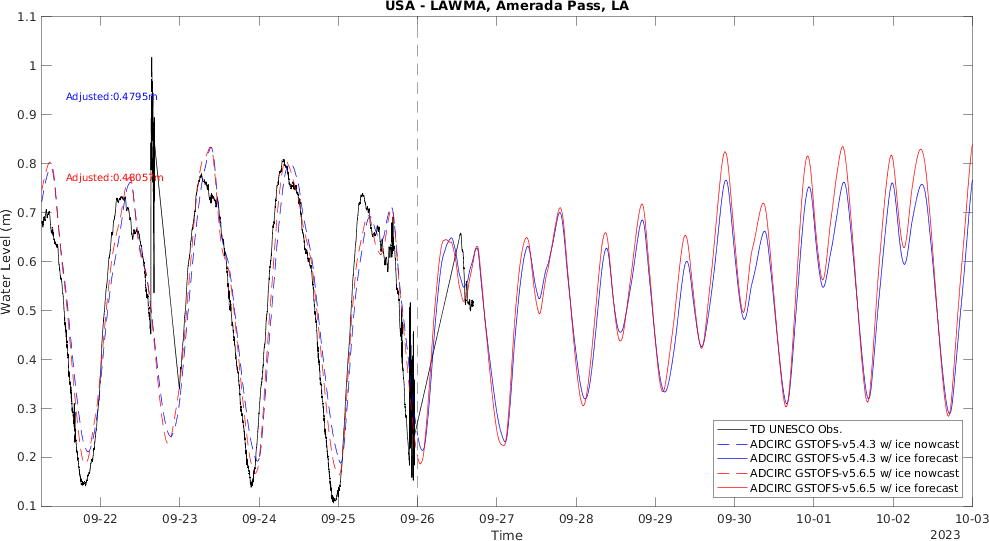 USA - LAWMA, Amerada Pass, LA
Water Level (m)
1.1
1
0.9
0.8
0.7
0.6
0.5
0.4
0.3
0.2
0.1
Adjusted:0.4795m
Adjusted:0.48057m
TD UNESCO Obs.
ADCIRC GSTOFS-v5.4.3 w/ ice nowcast
ADCIRC GSTOFS-v5.4.3 w/ ice forecast
ADCIRC GSTOFS-v5.6.5 w/ ice nowcast
ADCIRC GSTOFS-v5.6.5 w/ ice forecast
09-22 09-23 09-24 09-25 09-26 09-27 09-28 09-29 09-30 10-01 10-02 10-03
Time
2023